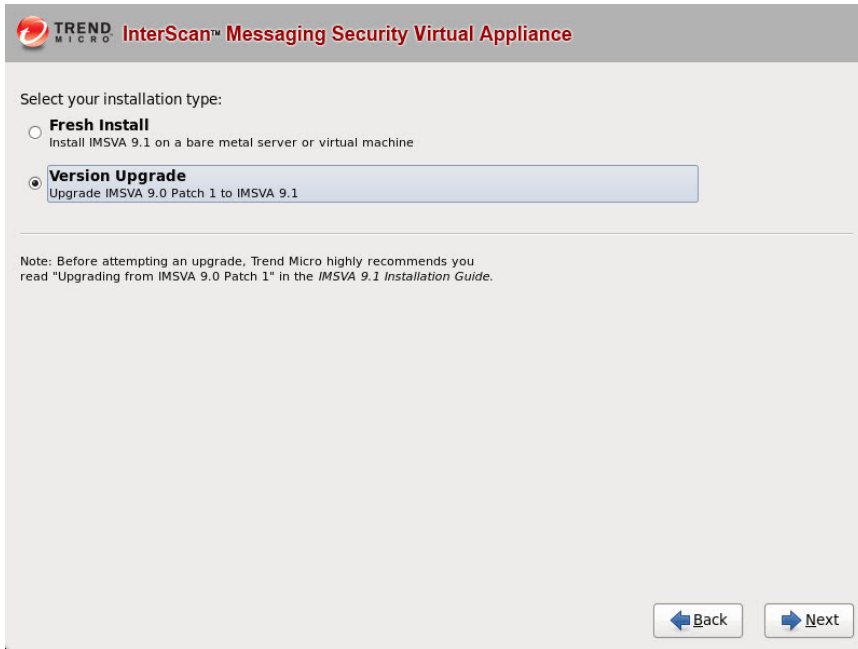 TREND MICRO InterScan™ Messaging Security Virtual Appliance
Select your installation type:
Fresh Install
Install IMSVA 9.1 on a bare metal server or virtual machine
Version Upgrade
Upgrade IMSVA 9.0 Patch 1 to IMSVA 9.1
Note: Before attempting an upgrade, Trend Micro highly recommends you
read "Upgrading from IMSVA 9.0 Patch 1" in the IMSVA 9.1 Installation Guide.
Back Next